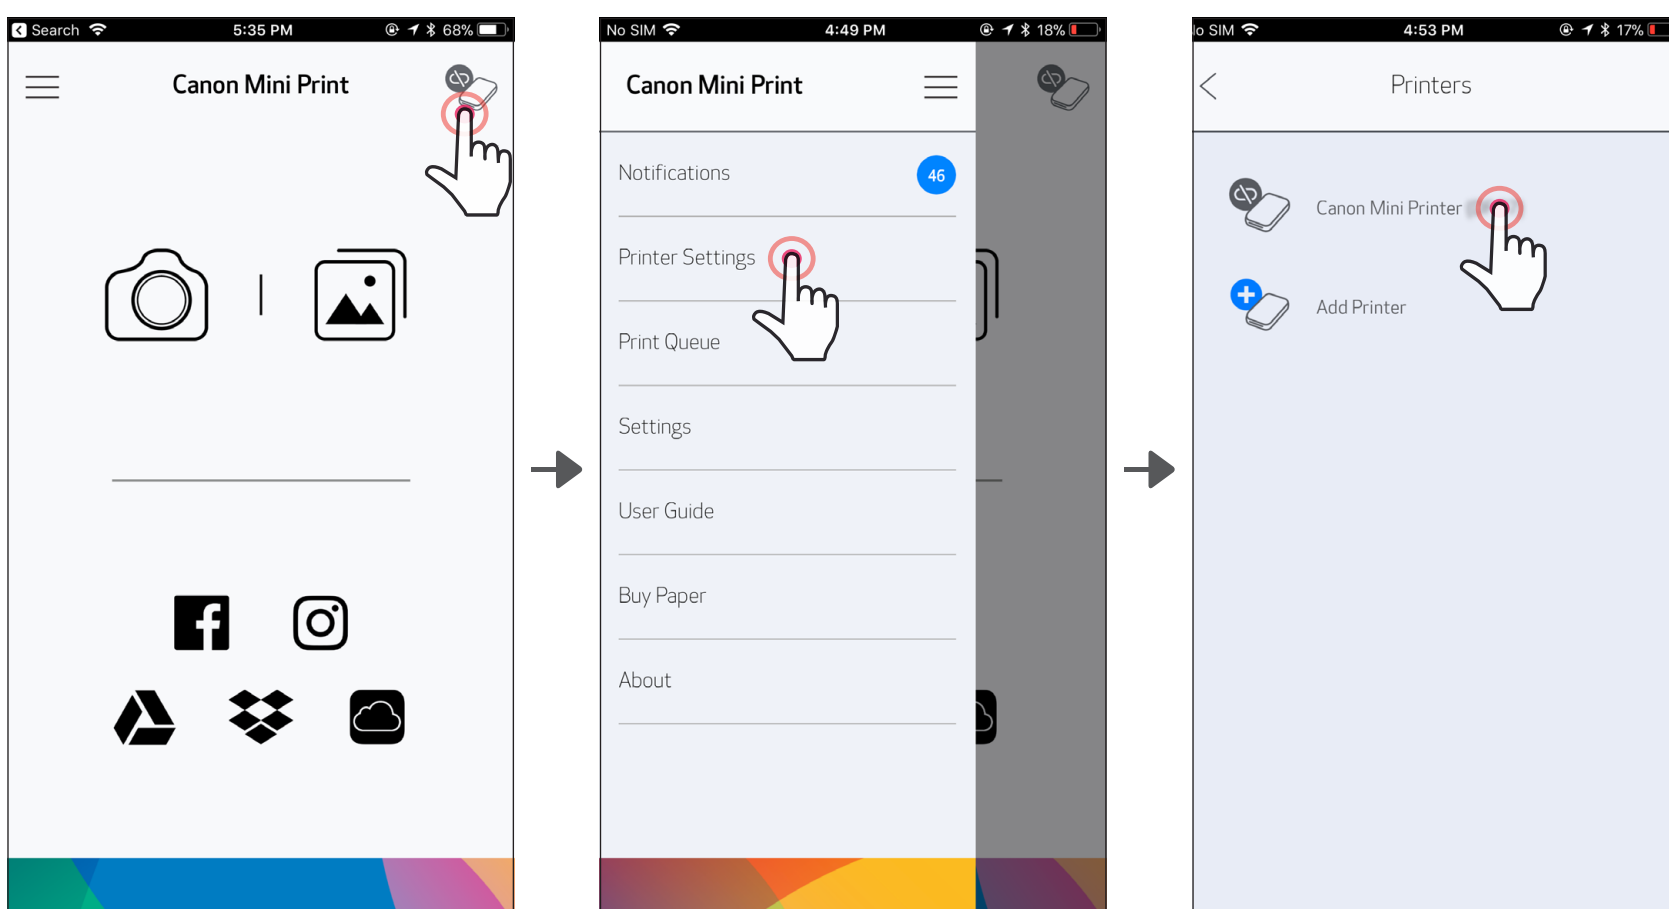 Search 5:35 PM 68%
Canon Mini Print
No SIM 4:49 PM 18%
Canon Mini Print
Notifications 46
Printer Settings
Print Queue
Settings
User Guide
Buy Paper
About
o SIM 4:53 PM 17%
Printers
Canon Mini Printer
Add Printer